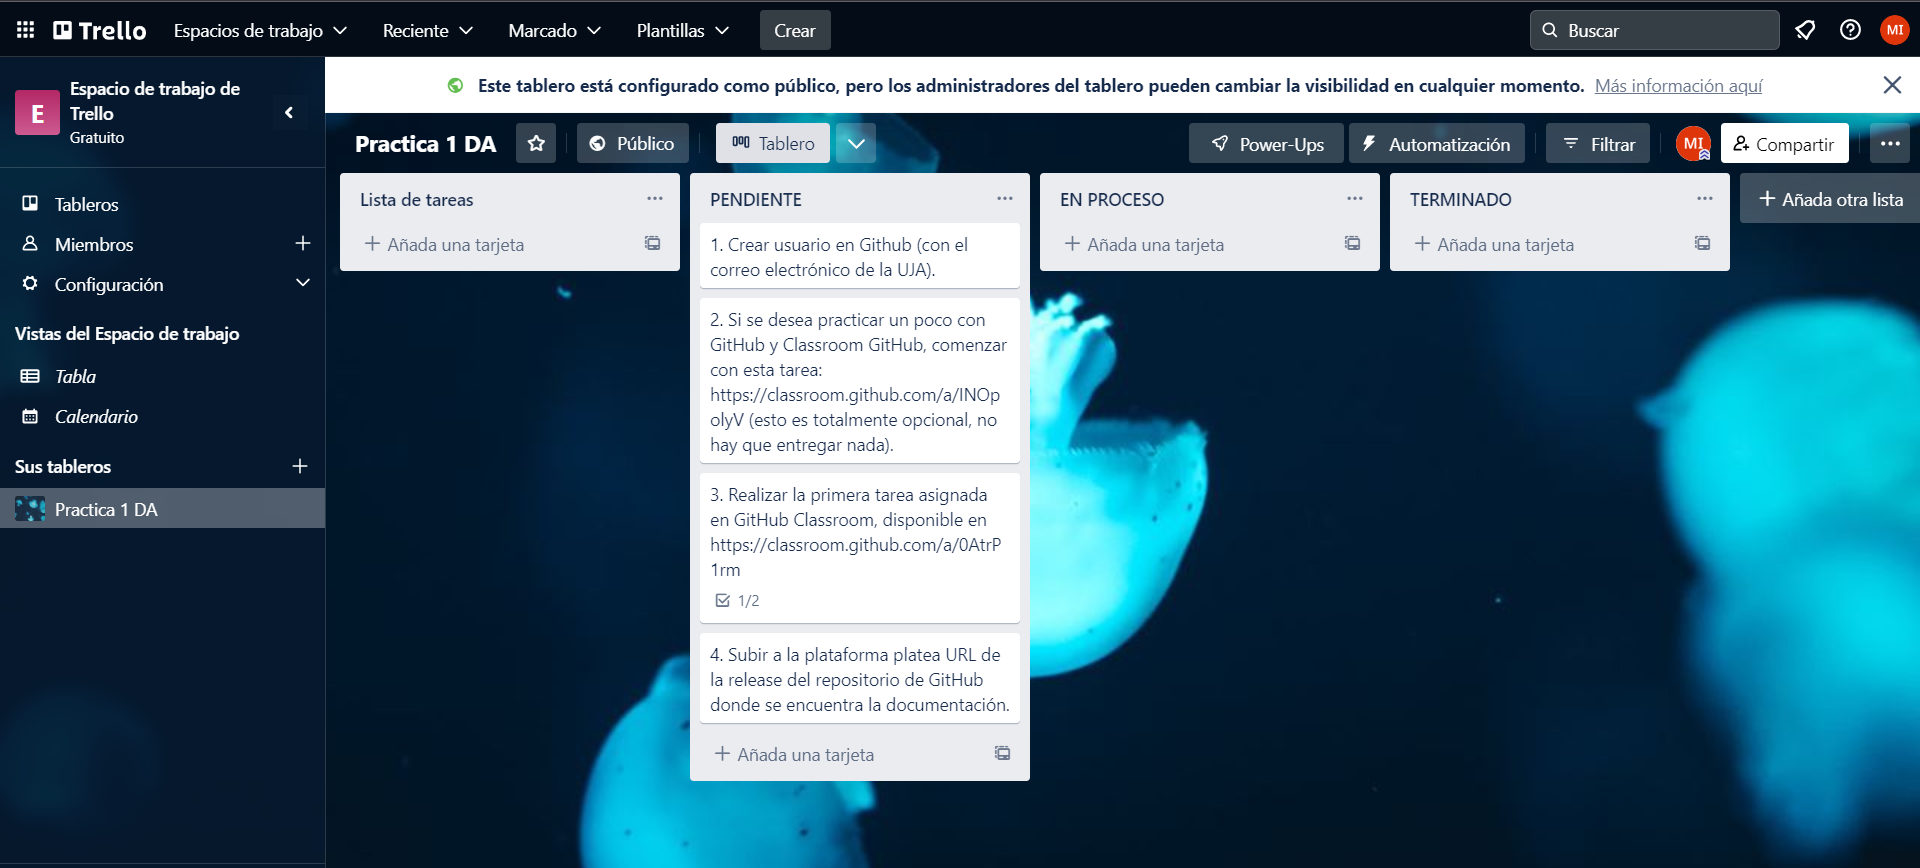 Trello
Espacios de trabajo
Reciente
Marcado
Plantillas
Crear
Buscar
MI
E
Espacio de trabajo de
Trello
Gratuito
Este tablero está configurado como público, pero los administradores del tablero pueden cambiar la visibilidad en cualquier momento. Más información aquí
Practica 1 DA
Público
Tablero
Power-Ups
Automatización
Filtrar
MI
Compartir
Tableros
Miembros
Configuración
Vistas del Espacio de trabajo
Tabla
Calendario
Sus tableros
Practica 1 DA
Lista de tareas
Añada una tarjeta
PENDIENTE
1. Crear usuario en Github (con el
correo electrónico de la UJA).
2. Si se desea practicar un poco con
GitHub y Classroom GitHub, comenzar
con esta tarea:
https://classroom.github.com/a/INOp
olyV (esto es totalmente opcional, no
hay que entregar nada).
3. Realizar la primera tarea asignada
en GitHub Classroom, disponible en
https://classroom.github.com/a/0AtrP
1rm
1/2
4. Subir a la plataforma platea URL de
la release del repositorio de GitHub
donde se encuentra la documentación.
Añada una tarjeta
EN PROCESO
Añada una tarjeta
TERMINADO
Añada una tarjeta
Añada otra lista